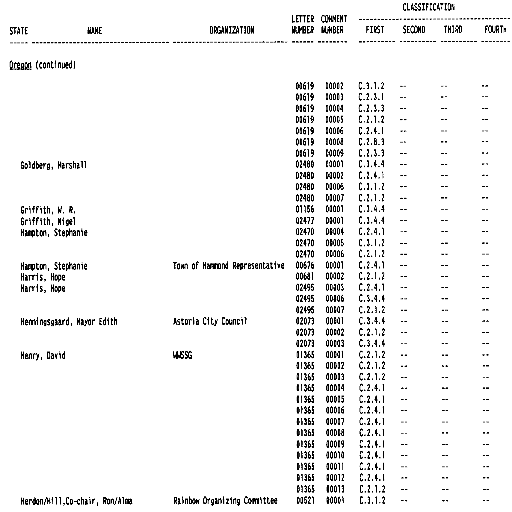 CLASSIFICATION
LETTER COMMENT
STATE NAME ORGANIZATION NUMBER NUMBER FIRST SECOND THIRD FOURTH
Oregon (continued)
00619 00002 C.3.1.2 -- -- --
00619 00003 C.2.3.1 -- -- --
00619 00004 C.2.3.3 -- -- --
00619 00005 C.2.1.2 -- -- --
00619 00006 C.2.4.1 -- -- --
00619 00008 C.2.8.3 -- -- --
00619 00009 C.2.3.3 -- -- --
Goldberg, Marshall 02480 00001 C.3.4.4 -- -- --
02480 00002 C.2.4.1 -- -- --
02480 00006 C.3.1.2 -- -- --
02480 00007 C.2.1.2 -- -- --
Griffith, W. R. 01156 00001 C.3.4.4 -- -- --
Griffith, Nigel 02477 00001 C.3.4.4 -- -- --
Hampton, Stephanie 02470 00004 C.2.4.1 -- -- --
02470 00005 C.3.1.2 -- -- --
02470 00006 C.2.1.2 -- -- --
Hampton, Stephanie Town of Hammond Representative 00676 00001 C.2.4.1 -- -- --
Harris, Hope 00681 00002 C.2.1.2 -- -- --
Harris, Hope 02495 00003 C.2.4.1 -- -- --
02495 00006 C.3.4.4 -- -- --
02495 00007 C.2.3.2 -- -- --
Henningsgaard, Mayor Edith Astoria City Council 02073 00001 C.3.4.4 -- -- --
02073 00002 C.2.1.2 -- -- --
02073 00003 C.3.4.4 -- -- --
Henry, David WWSSG 01365 00001 C.2.1.2 -- -- --
01365 00002 C.2.1.2 -- -- --
01365 00003 C.2.1.2 -- -- --
01365 00004 C.2.4.1 -- -- --
01365 00005 C.2.4.1 -- -- --
01365 00006 C.2.4.1 -- -- --
01365 00007 C.2.4.1 -- -- --
01365 00008 C.2.4.1 -- -- --
01365 00009 C.2.4.1 -- -- --
01365 00010 C.2.4.1 -- -- --
01365 00011 C.2.4.1 -- -- --
01365 00012 C.2.4.1 -- -- --
01365 00013 C.2.1.2 -- -- --
Herdon/Hill,Co-chair, Ron/Alma Rainbow Organizing Committee 00521 00004 C.3.1.2 -- -- --